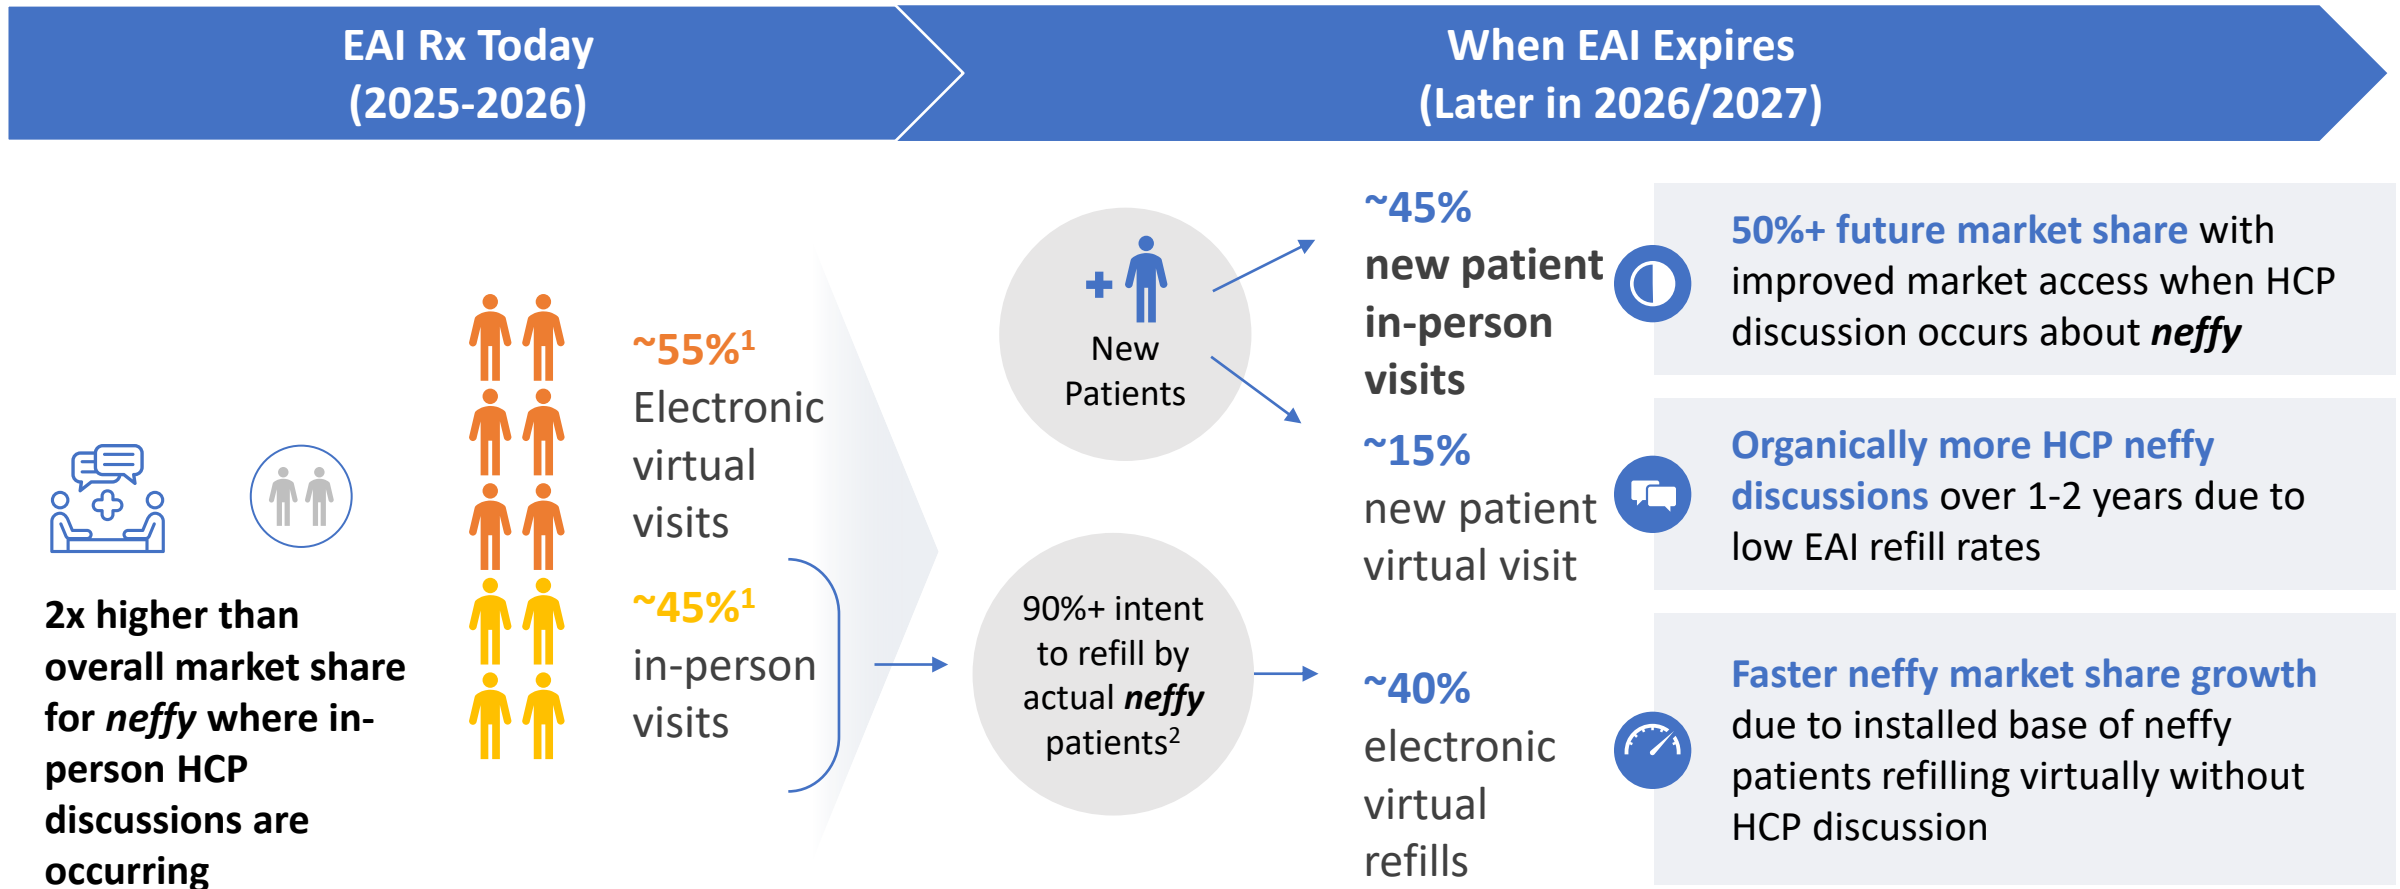 EAI Rx Today
(2025-2026)
When EAI Expires
(Later in 2026/2027)
2x higher than
overall market share
for neffy where in-
person HCP
discussions are
occurring
~55%1
Electronic
virtual
visits
~45%1
in-person
visits
New
Patients
90%+ intent
to refill by
actual neffy
patients2
~45%
new patient
in-person
visits
~15%
new patient
virtual visit
~40%
electronic
virtual
refills
50%+ future market share with
improved market access when HCP
discussion occurs about neffy
Organically more HCP neffy
discussions over 1-2 years due to
low EAI refill rates
Faster neffy market share growth
due to installed base of neffy
patients refilling virtually without
HCP discussion